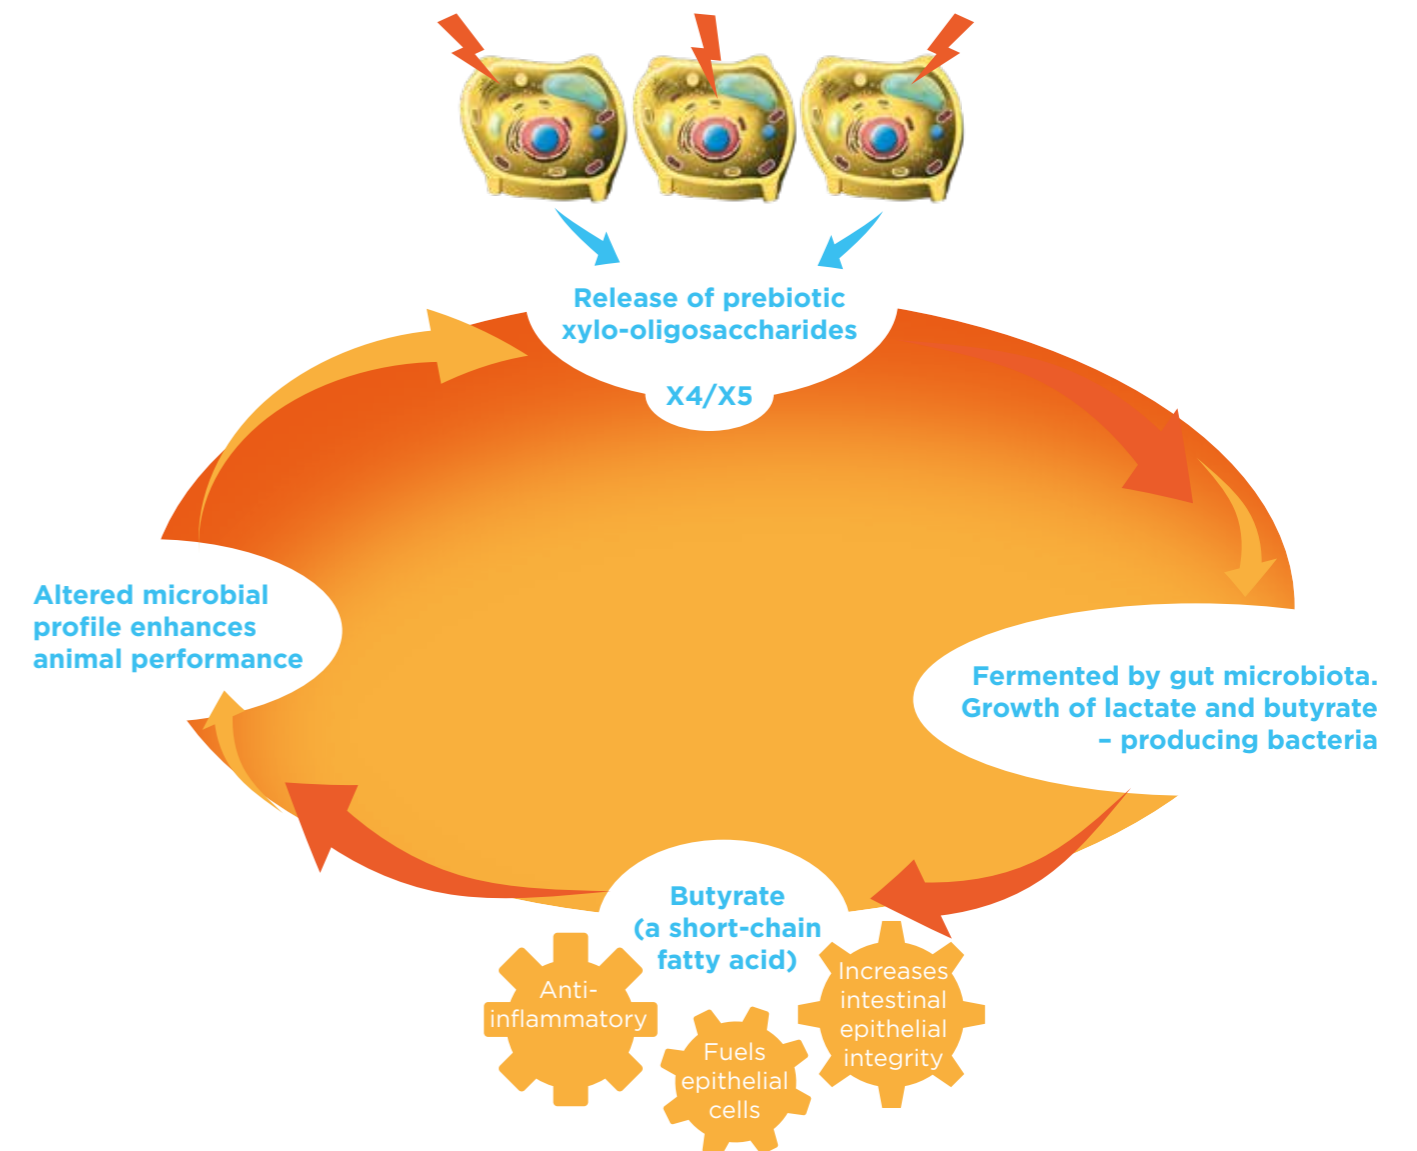 Release of prebiotic
xylo-oligosaccharides
X4/X5
Altered microbial
profile enhances
animal performance
Fermented by gut microbiota.
Growth of lactate and butyrate
– producing bacteria
Butyrate
(a short-chain
fatty acid)
Anti-
inflammatory
Fuels
epithelial
cells
Increases
intestinal
epithelial
integrity